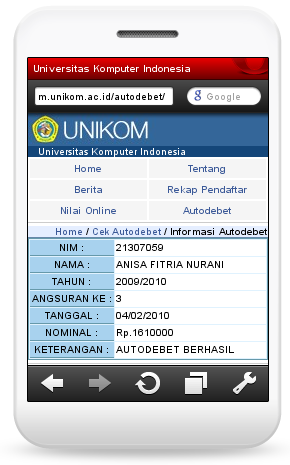 Universitas Komputer Indonesia
m.unikom.ac.id/autodebet/ g Google
UNIKOM
Universitas Komputer Indonesia
Home Tentang
Berita Rekap Pendaftar
Nilai Online Autodebet
Home / Cek Autodebet / Informasi Autodebet
NIM : 21307059
NAMA : ANISA FITRIA NURANI
TAHUN : 2009/2010
ANGSURAN KE : 3
TANGGAL : 04/02/2010
NOMINAL : Rp.1610000
KETERANGAN : AUTODEBET BERHASIL